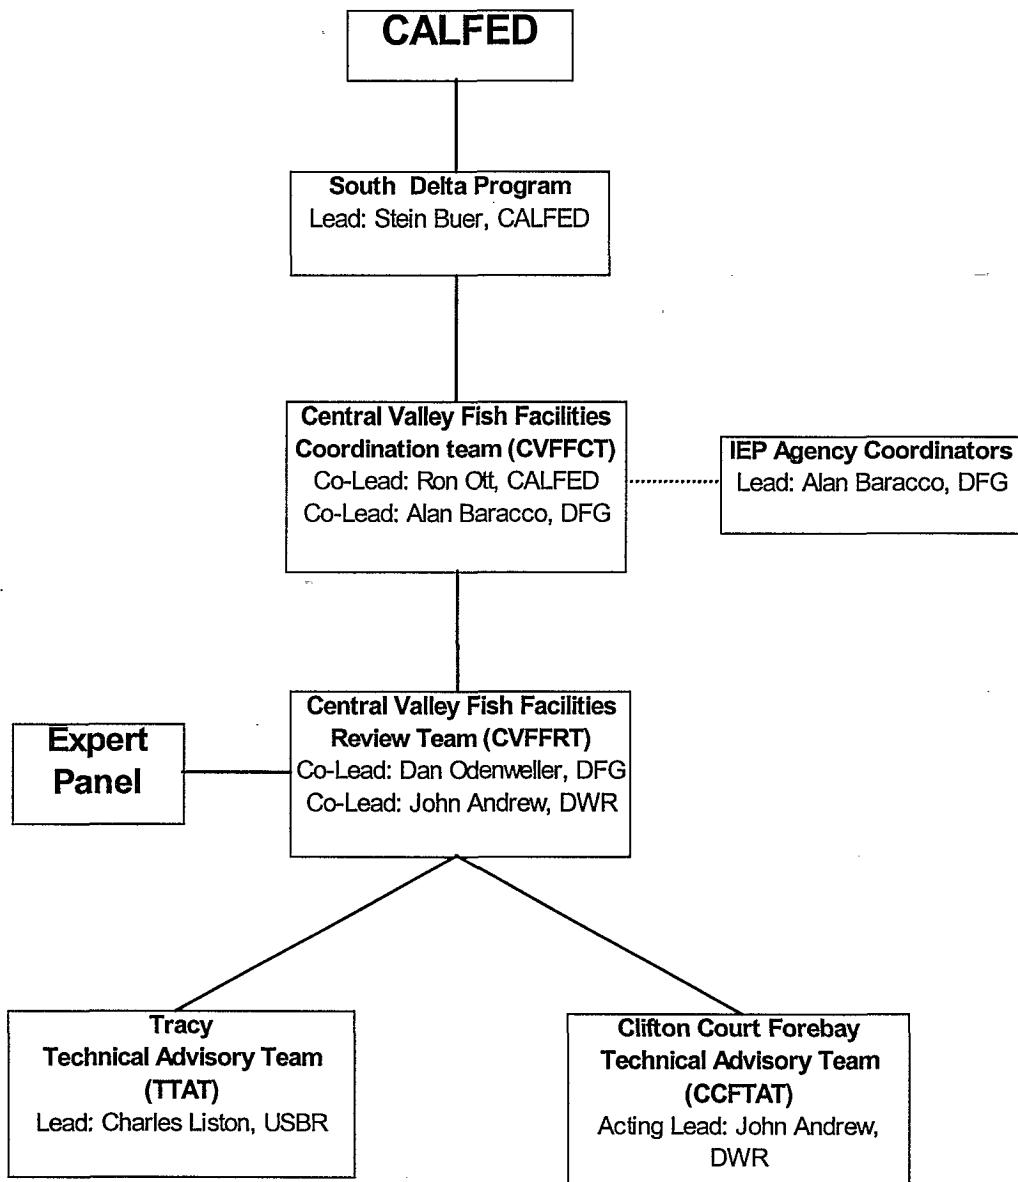 CALFED
South Delta Program
Lead: Stein Buer, CALFED
Central Valley Fish Facilities
Coordination team (CVFFCT)
Co-Lead: Ron Ott, CALFED
Co-Lead: Alan Baracco, DFG
IEP Agency Coordinators
Lead: Alan Baracco, DFG
Expert
Panel
Central Valley Fish Facilities
Review Team (CVFFRT)
Co-Lead: Dan Odenweller, DFG
Co-Lead: John Andrew, DWR
Tracy
Technical Advisory Team
(TTAT)
Lead: Charles Liston, USBR
Clifton Court Forebay
Technical Advisory Team
(CCFTAT)
Acting Lead: John Andrew,
DWR